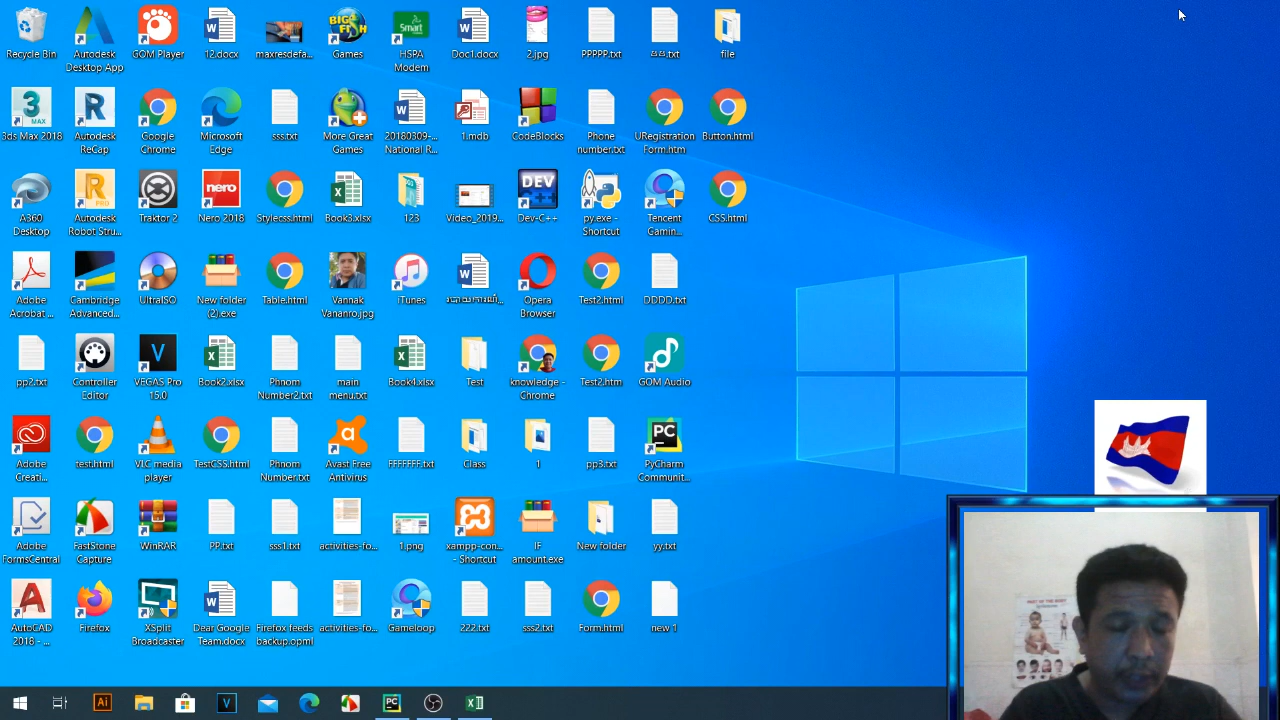 Recycle Bin
Autodesk
Desktop App
GOM Player
12.docx
maxresdefa...
Games
HSPA
Modem
Doc1.docx
2.jpg
PPPPP.txt
file
3ds Max 2018
Autodesk
ReCap
Google
Chrome
Microsoft
Edge
sss.txt
More Great
Games
20180309-...
National R...
1.mdb
CodeBlocks
Phone
number.txt
URegistration
Form.htm
Button.html
A360
Desktop
Autodesk
Robot Stru...
Traktor 2
Nero 2018
Stylecss.html
Book3.xlsx
123
Video_2019...
Dev-C++
py.exe -
Shortcut
Tencent
Gamin...
CSS.html
Adobe
Acrobat ...
Cambridge
Advanced...
UltraISO
New folder
(2).exe
Table.html
Vannak
Vananro.jpg
iTunes
Opera
Browser
Test2.html
DDDD.txt
pp2.txt
Controller
Editor
VEGAS Pro
15.0
Book2.xlsx
Phnom
Number2.txt
main
menu.txt
Book4.xlsx
Test
knowledge -
Chrome
Test2.htm
GOM Audio
Adobe
Creati...
test.html
VLC media
player
TestCSS.html
Phnom
Number.txt
Avast Free
Antivirus
FFFFFFF.txt
Class
1
pp3.txt
PyCharm
Communit...
Adobe
FormsCentral
FastStone
Capture
WinRAR
PP.txt
sss1.txt
activities-fo...
1.png
xampp-con...
- Shortcut
IF
amount.exe
New folder
yy.txt
AutoCAD
2018 - ...
Firefox
XSplit
Broadcaster
Dear Google
Team.docx
Firefox-feeds
backup.opml
activities-fo...
Gameloop
222.txt
sss2.txt
Form.html
new 1